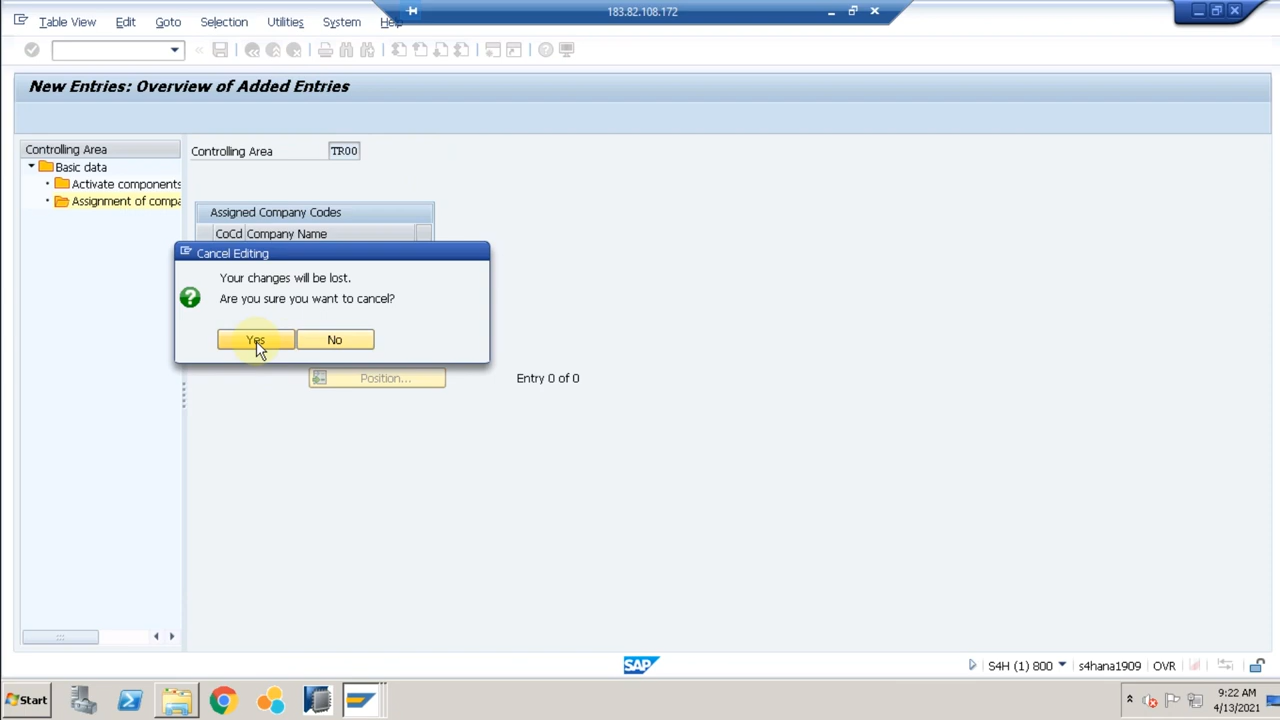 183.82.108.172
Table View Edit Goto Selection Utilities System Help
New Entries: Overview of Added Entries
Controlling Area
Basic data
Activate components
Assignment of compa
Controlling Area TR00
Assigned Company Codes
CoCd Company Name
Cancel Editing
Your changes will be lost.
Are you sure you want to cancel?
Yes No
Position... Entry 0 of 0
SAP
S4H (1) 800 s4hana1909 OVR
Start
9:22 AM
4/13/2021